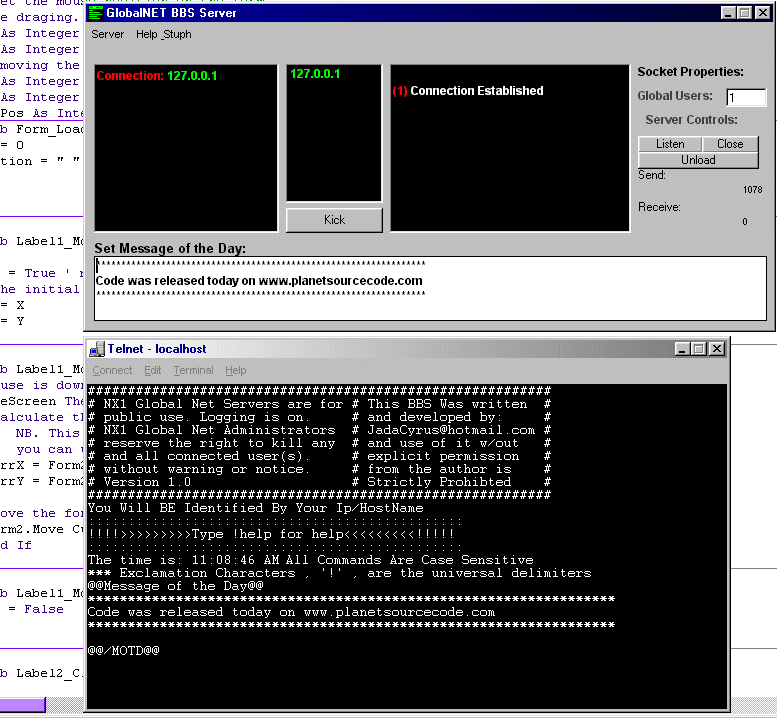 et the mous
e draging.
As Integer
As Integer
moving the
As Integer
As Integer
Pos As Inte
b Form_Load
= 0
tion = " "
b Label1_Mo
= True ' r
he initial
= X
= Y
b Label1_Mo
use is down
eScreen The
alculate th
NB. This
you can u
rrX = Form2
rrY = Form2
ove the for
rm2.Move Cu
d If
b Label1_Mo
= False
b Label2_C
GlobalNET BBS Server
Server Help_Stuph
Connection: 127.0.0.1
127.0.0.1
(1) Connection Established
Kick
Socket Properties:
Global Users: 1
Server Controls:
Listen Close
Unload
Send:
1078
Receive:
0
Set Message of the Day:
******************************************************************
Code was released today on www.planetsourcecode.com
******************************************************************
Telnet - localhost
Connect Edit Terminal Help
##########################################################
# NX1 Global Net Servers are for # This BBS Was written  #
# public use. Logging is on.     # and developed by:     #
# NX1 Global Net Administrators  # JadaCyrus@hotmail.com #
# reserve the right to kill any  # and use of it w/out   #
# and all connected user(s).     # explicit permission   #
# without warning or notice.     # from the author is    #
# Version 1.0                    # Strictly Prohibted    #
##########################################################
You Will BE Identified By Your Ip/HostName
:::::::::::::::::::::::::::::::::::::::::::::::
!!!!>>>>>>>>>Type !help for help<<<<<<<<<!!!!!
:::::::::::::::::::::::::::::::::::::::::::::::
The time is: 11:08:46 AM All Commands Are Case Sensitive
*** Exclamation Characters , '!' , are the universal delimiters
@@Message of the Day@@
******************************************************************
Code was released today on www.planetsourcecode.com
******************************************************************
@@/MOTD@@